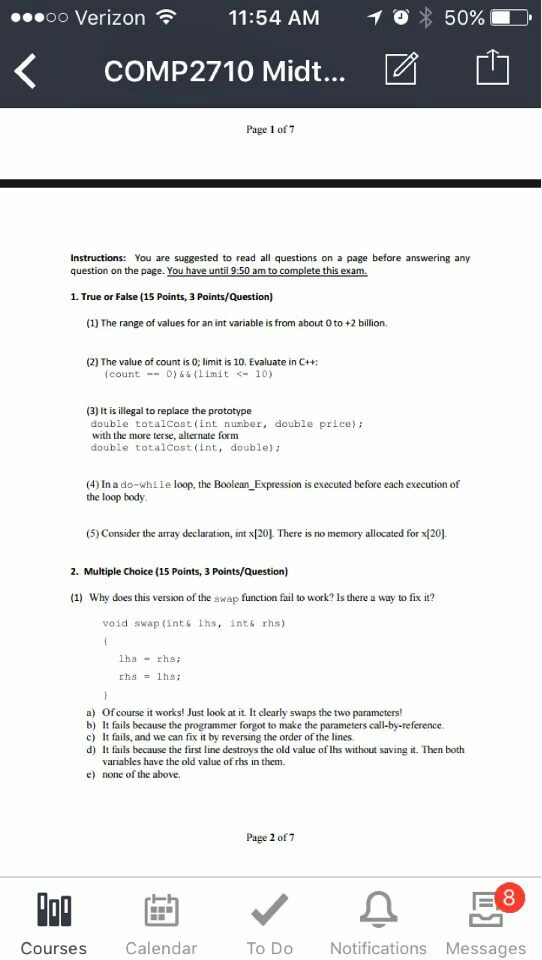 Verizon 11:54 AM 50%
COMP2710 Midt...
Page 1 of 7
Instructions: You are suggested to read all questions on a page before answering any
question on the page. You have until 9:50 am to complete this exam.
1. True or False (15 Points, 3 Points/Question)
(1) The range of values for an int variable is from about 0 to +2 billion.
(2) The value of count is 0; limit is 10. Evaluate in C++:
(count == 0)&&(limit <= 10)
(3) It is illegal to replace the prototype
double totalCost(int number, double price);
with the more terse, alternate form
double totalCost(int, double);
(4) In a do-while loop, the Boolean_Expression is executed before each execution of
the loop body.
(5) Consider the array declaration, int x[20]. There is no memory allocated for x[20].
2. Multiple Choice (15 Points, 3 Points/Question)
(1) Why does this version of the swap function fail to work? Is there a way to fix it?
void swap(int& lhs, int& rhs)
{
lhs = rhs;
rhs = lhs;
}
a) Of course it works! Just look at it. It clearly swaps the two parameters!
b) It fails because the programmer forgot to make the parameters call-by-reference.
c) It fails, and we can fix it by reversing the order of the lines.
d) It fails because the first line destroys the old value of lhs without saving it. Then both
variables have the old value of rhs in them.
e) none of the above.
Page 2 of 7
8
Courses Calendar To Do Notifications Messages